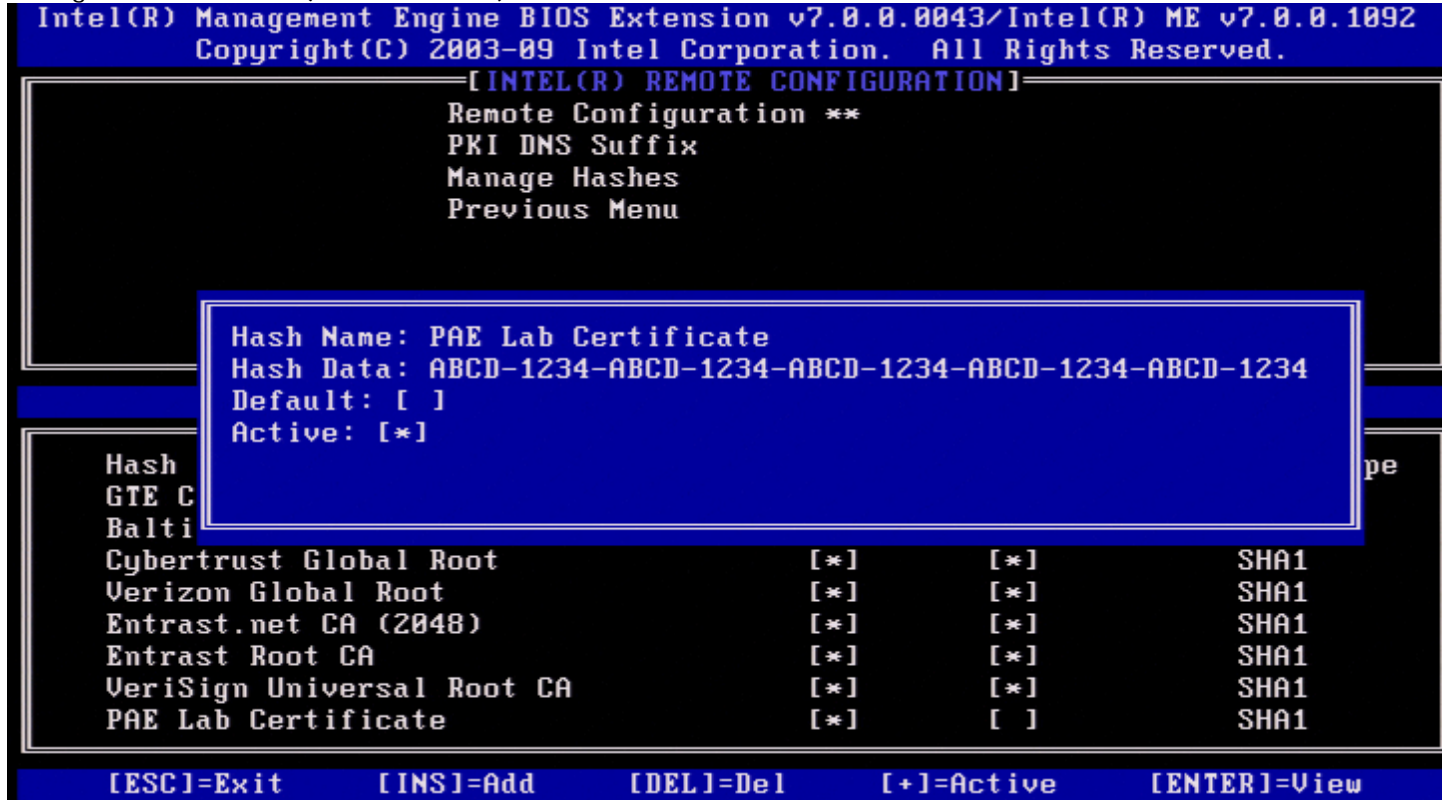 Intel(R) Management Engine BIOS Extension v7.0.0.0043/Intel(R) ME v7.0.0.1092
Copyright(C) 2003-09 Intel Corporation. All Rights Reserved.
[INTEL(R) REMOTE CONFIGURATION]
Remote Configuration **
PKI DNS Suffix
Manage Hashes
Previous Menu
Hash Name: PAE Lab Certificate
Hash Data: ABCD-1234-ABCD-1234-ABCD-1234-ABCD-1234-ABCD-1234
Default: [ ]
Active: [*]
Hash pe
GTE C
Balti
Cybertrust Global Root [*] [*] SHA1
Verizon Global Root [*] [*] SHA1
Entrast.net CA (2048) [*] [*] SHA1
Entrast Root CA [*] [*] SHA1
VeriSign Universal Root CA [*] [*] SHA1
PAE Lab Certificate [*] [ ] SHA1
[ESC]=Exit [INS]=Add [DEL]=Del [+]=Active [ENTER]=View